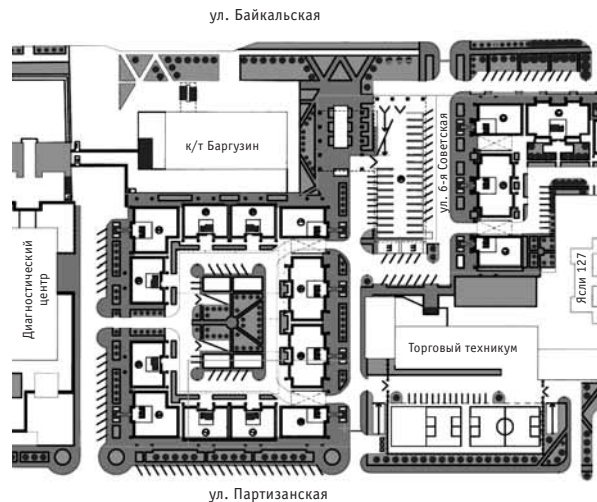 ул. Байкальская
к/т Баргузин
ул. 6-я Советская
Диагностический
центр
Ясли 127
Торговый техникум
ул. Партизанская